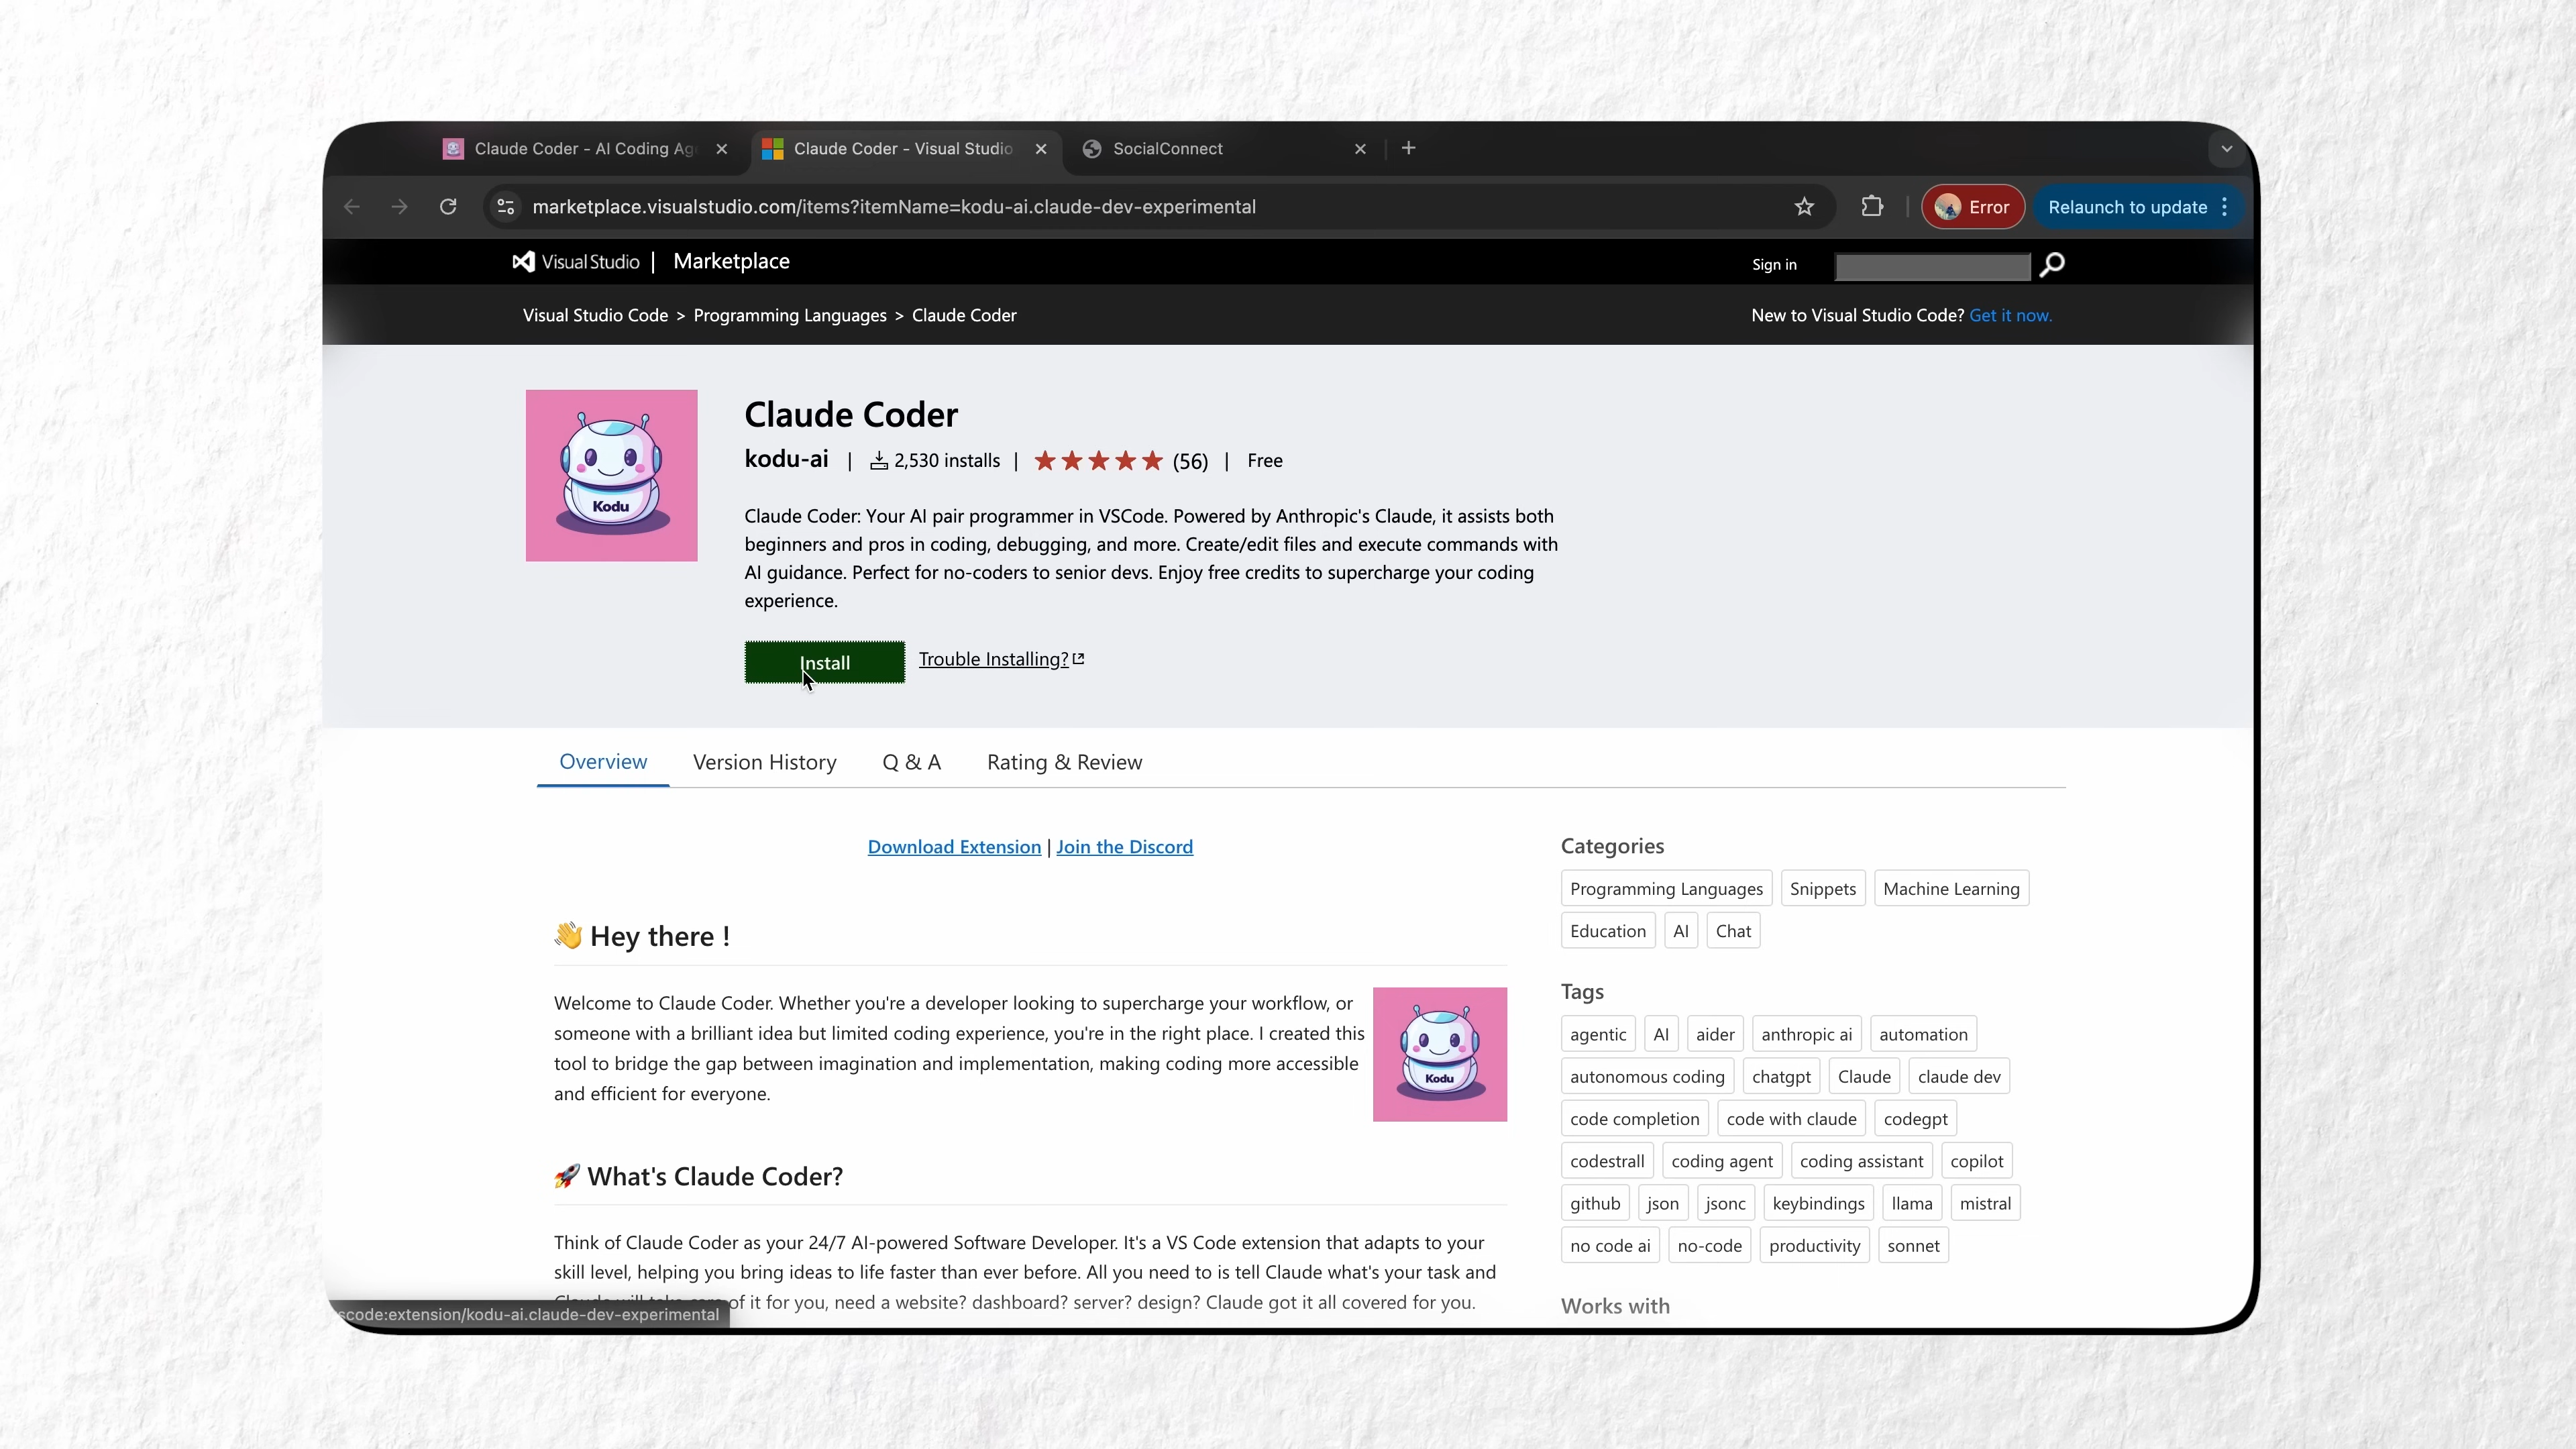 Claude Coder - AI Coding Age
Claude Coder - Visual Studio
SocialConnect
marketplace.visualstudio.com/items?itemName=kodu-ai.claude-dev-experimental
Error
Relaunch to update
Visual Studio | Marketplace
Sign in
Visual Studio Code > Programming Languages > Claude Coder
New to Visual Studio Code? Get it now.
Kodu
Claude Coder
kodu-ai | 2,530 installs | (56) | Free
Claude Coder: Your AI pair programmer in VSCode. Powered by Anthropic's Claude, it assists both
beginners and pros in coding, debugging, and more. Create/edit files and execute commands with
AI guidance. Perfect for no-coders to senior devs. Enjoy free credits to supercharge your coding
experience.
Install
Trouble Installing?
Overview
Version History
Q & A
Rating & Review
Download Extension | Join the Discord
👋 Hey there !
Welcome to Claude Coder. Whether you're a developer looking to supercharge your workflow, or
someone with a brilliant idea but limited coding experience, you're in the right place. I created this
tool to bridge the gap between imagination and implementation, making coding more accessible
and efficient for everyone.
Kodu
🚀 What's Claude Coder?
Think of Claude Coder as your 24/7 AI-powered Software Developer. It's a VS Code extension that adapts to your
skill level, helping you bring ideas to life faster than ever before. All you need to is tell Claude what's your task and
Claude will take care of it for you, need a website? dashboard? server? design? Claude got it all covered for you.
scode:extension/kodu-ai.claude-dev-experimental
Categories
Programming Languages
Snippets
Machine Learning
Education
AI
Chat
Tags
agentic
AI
aider
anthropic ai
automation
autonomous coding
chatgpt
Claude
claude dev
code completion
code with claude
codegpt
codestrall
coding agent
coding assistant
copilot
github
json
jsonc
keybindings
llama
mistral
no code ai
no-code
productivity
sonnet
Works with